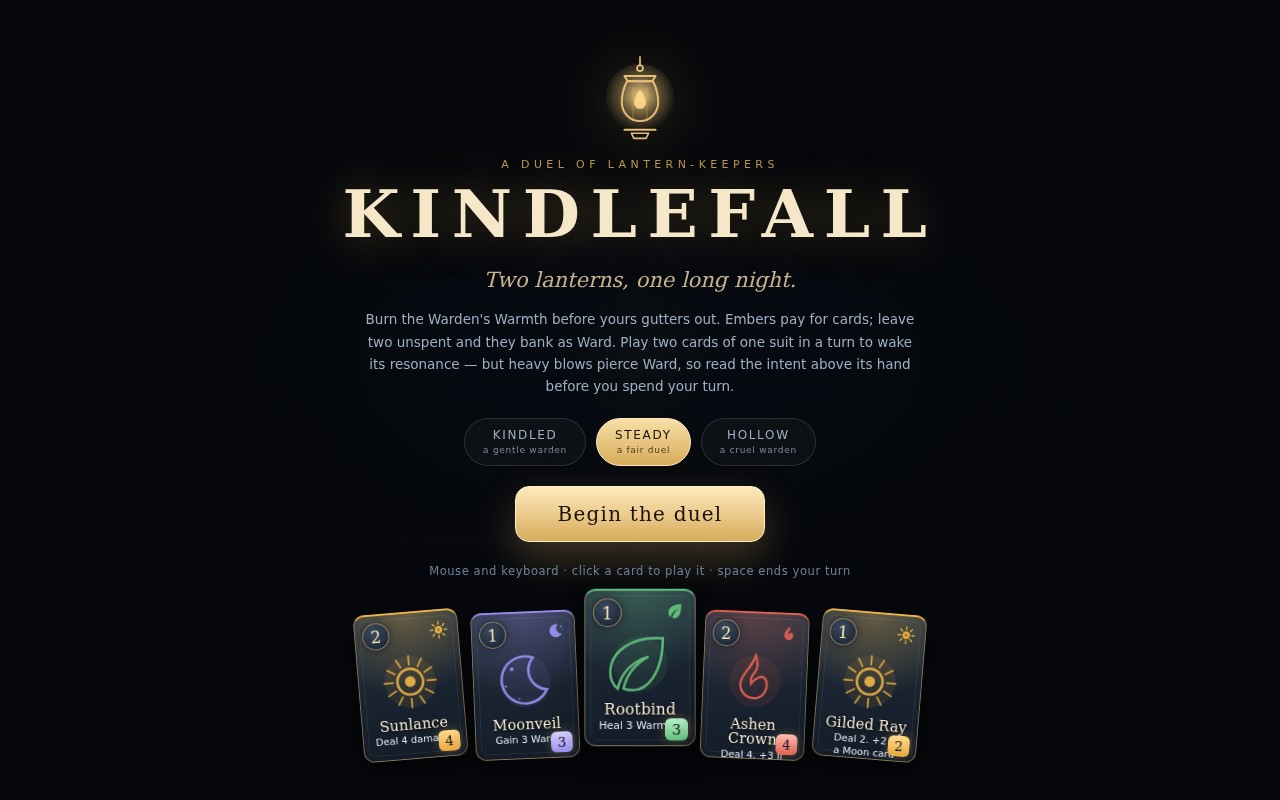 A DUEL OF LANTERN-KEEPERS
KINDLEFALL
Two lanterns, one long night.
Burn the Warden's Warmth before yours gutters out. Embers pay for cards; leave
two unspent and they bank as Ward. Play two cards of one suit in a turn to wake
its resonance — but heavy blows pierce Ward, so read the intent above its hand
before you spend your turn.
KINDLED
a gentle warden
STEADY
a fair duel
HOLLOW
a cruel warden
Begin the duel
Mouse and keyboard · click a card to play it · space ends your turn
2
Sunlance
Deal 4
4
1
Moonveil
Gain 3
3
1
Rootbind
Heal 3
3
2
Ashen
Crown
Deal 4. +3
4
1
Gilded Ray
Deal 2. +2
a Moon card
2